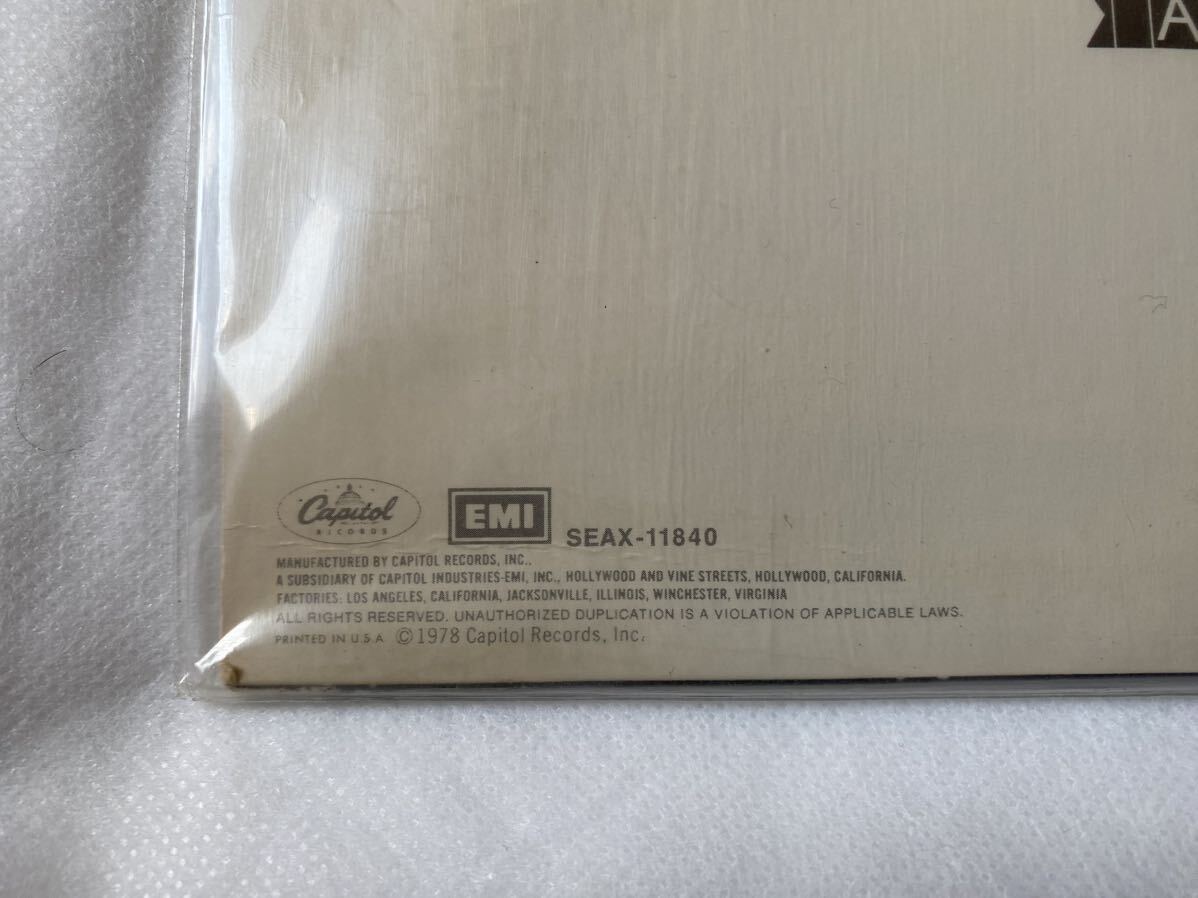 A
Capitol
RECORDS
EMI
SEAX-11840
MANUFACTURED BY CAPITOL RECORDS, INC.,
A SUBSIDIARY OF CAPITOL INDUSTRIES-EMI, INC., HOLLYWOOD AND VINE STREETS, HOLLYWOOD, CALIFORNIA.
FACTORIES: LOS ANGELES, CALIFORNIA, JACKSONVILLE, ILLINOIS, WINCHESTER, VIRGINIA
ALL RIGHTS RESERVED. UNAUTHORIZED DUPLICATION IS A VIOLATION OF APPLICABLE LAWS.
PRINTED IN U.S.A ©1978 Capitol Records, Inc.